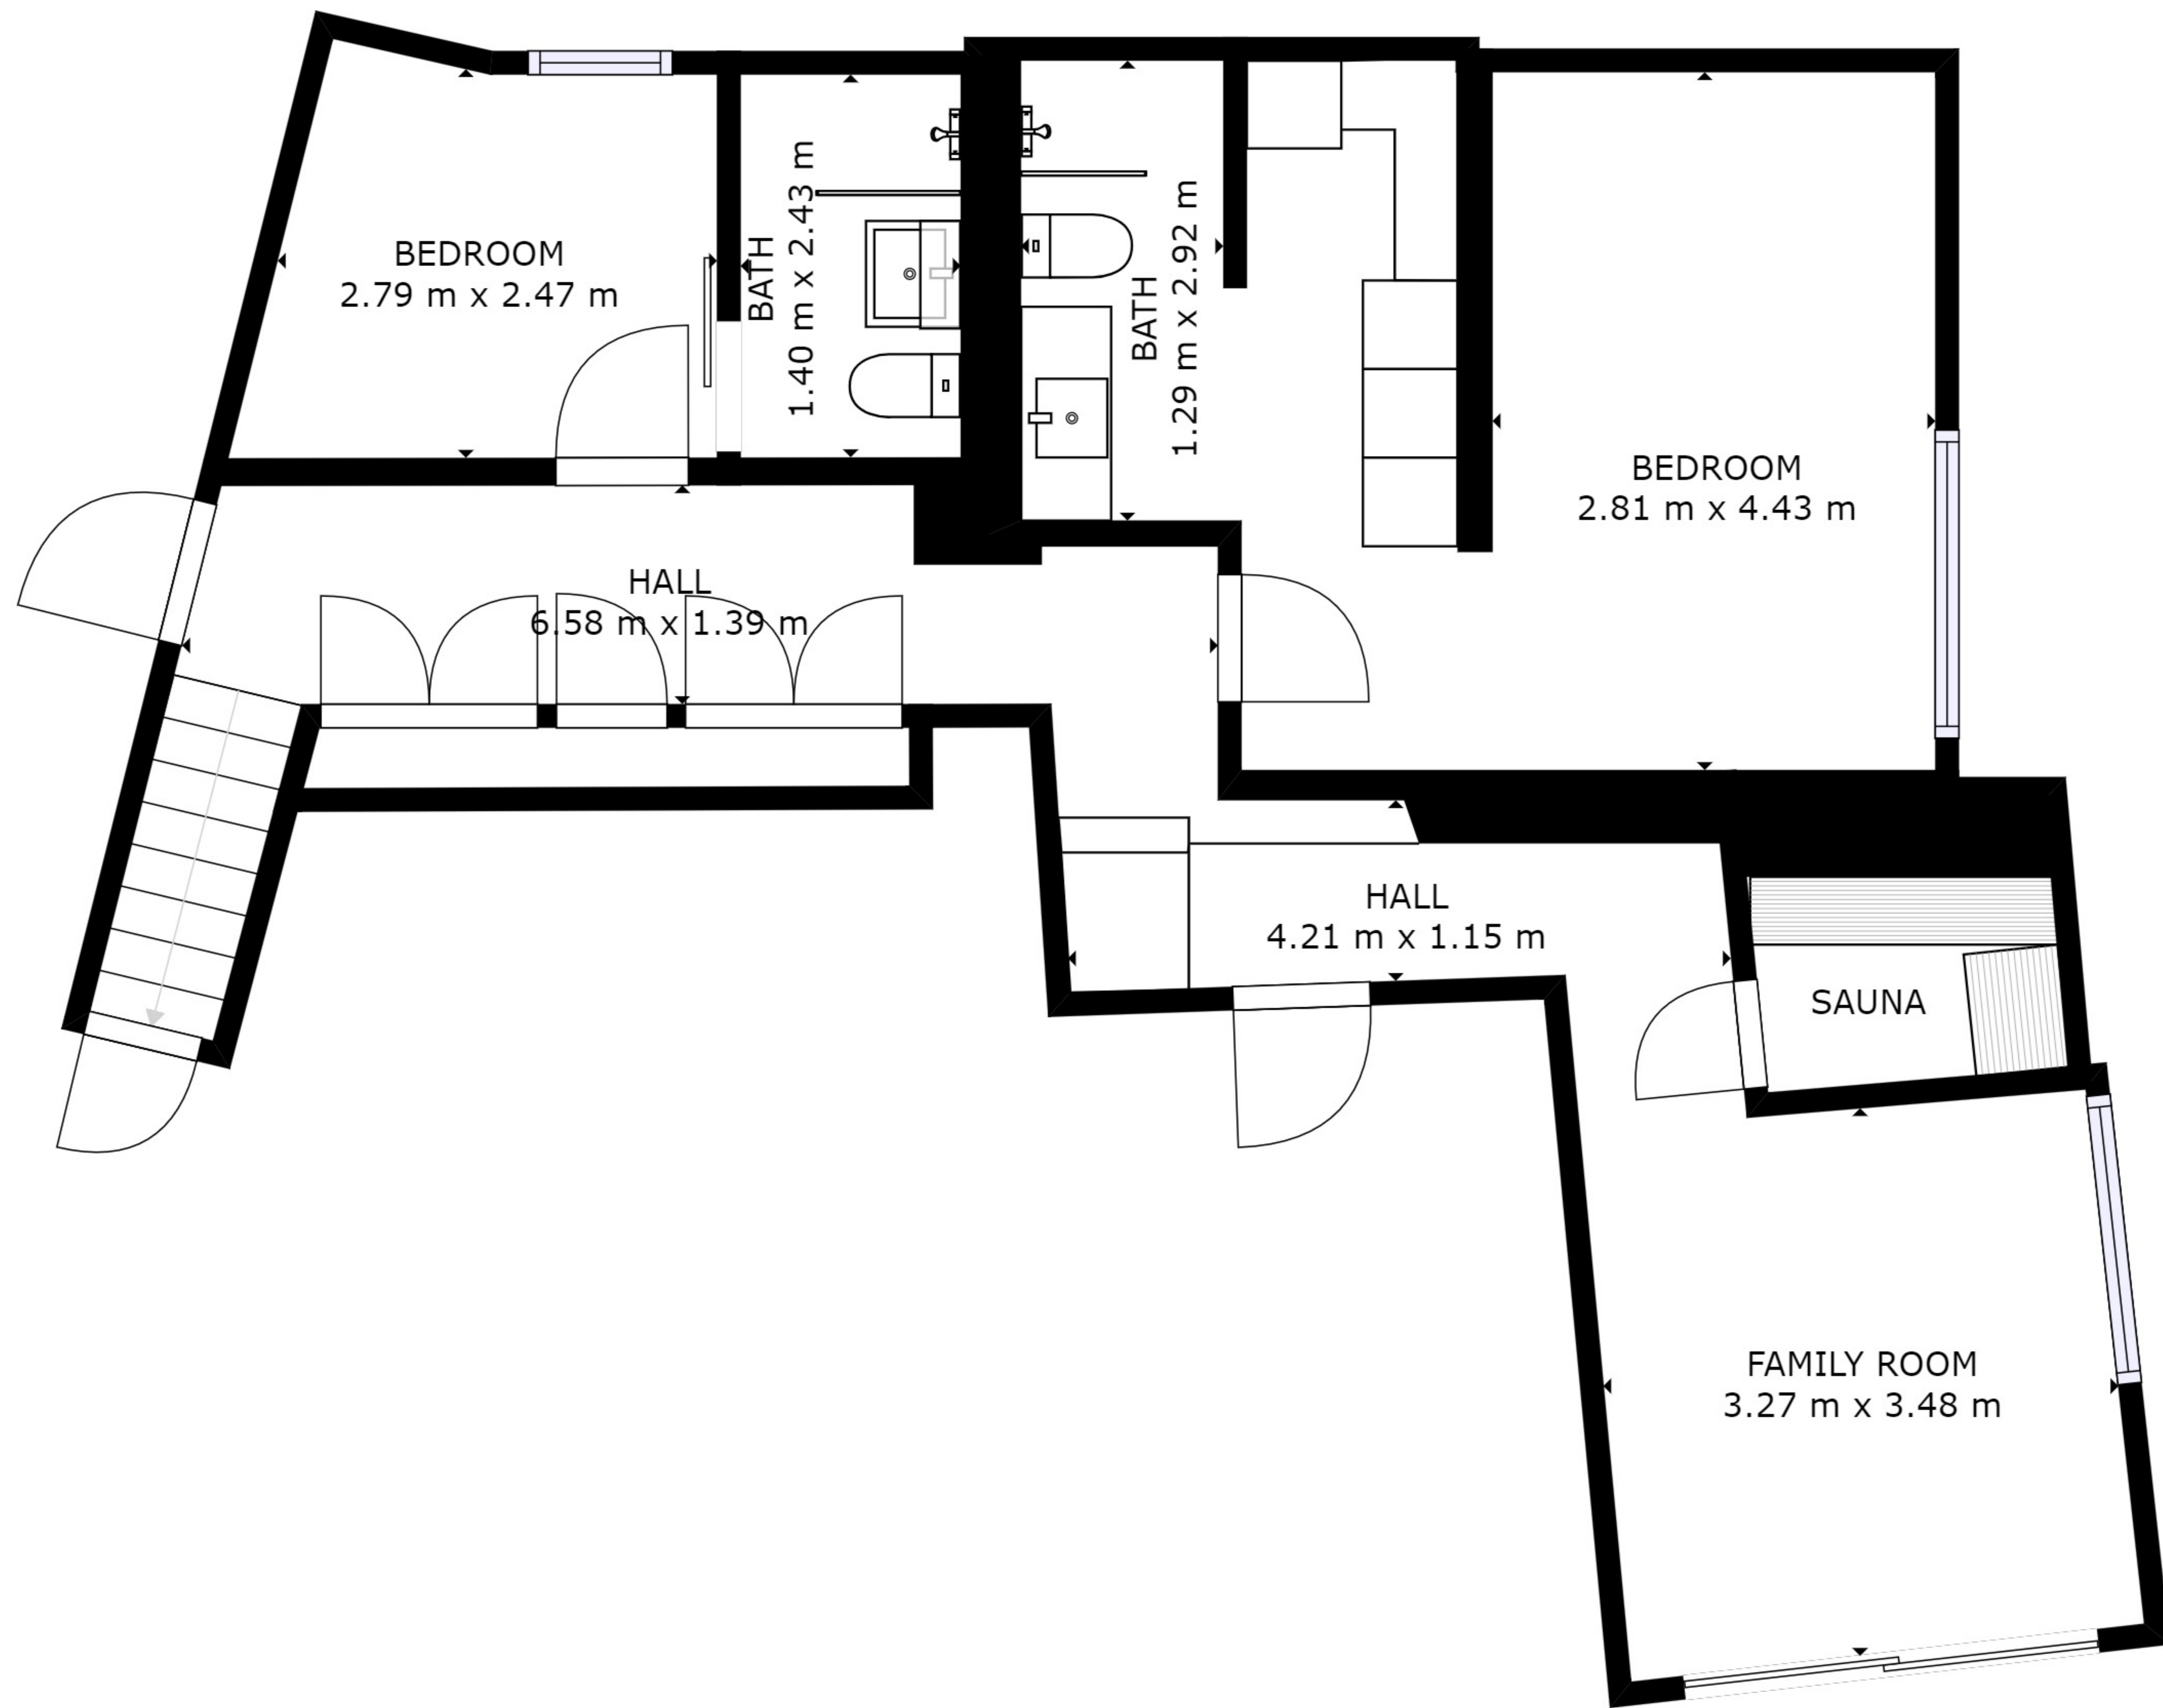 BEDROOM
2.79 m x 2.47 m
BATH
1.40 m x 2.43 m
BATH
1.29 m x 2.92 m
BEDROOM
2.81 m x 4.43 m
HALL
6.58 m x 1.39 m
HALL
4.21 m x 1.15 m
SAUNA
FAMILY ROOM
3.27 m x 3.48 m